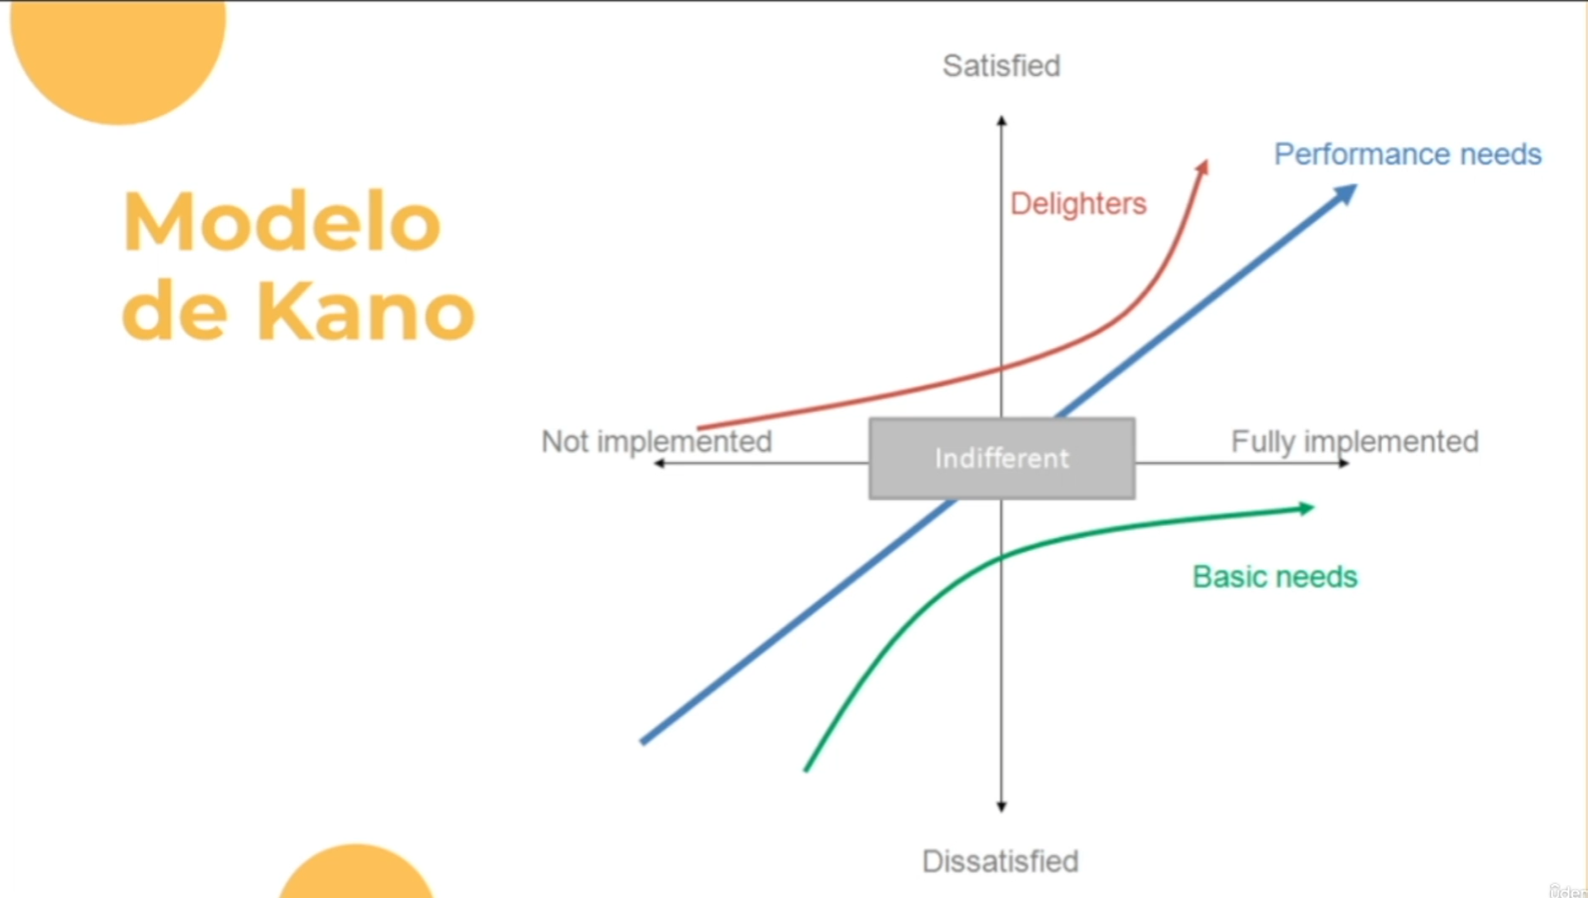 Modelo
de Kano
Satisfied
Performance needs
Delighters
Not implemented
Fully implemented
Indifferent
Basic needs
Dissatisfied